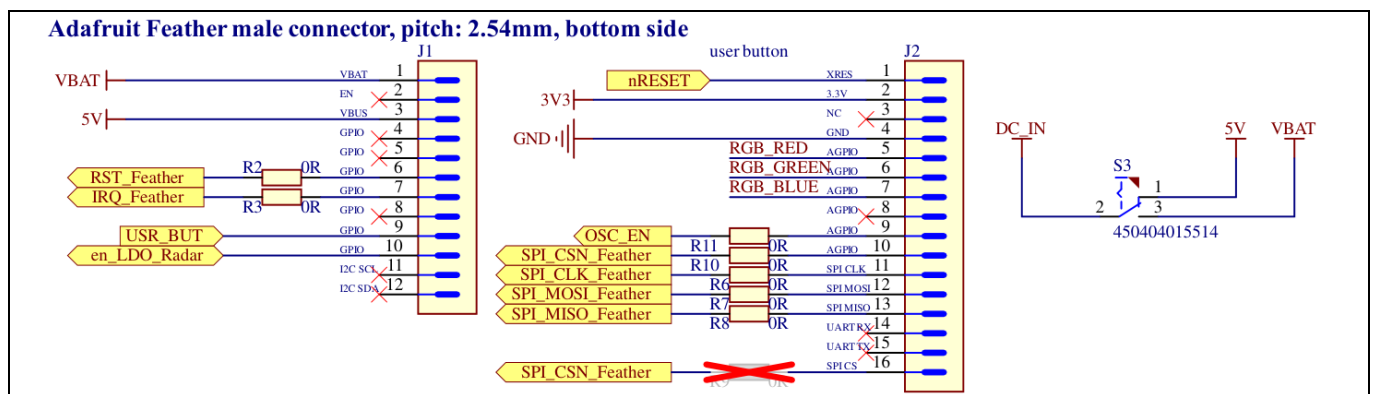 Adafruit Feather male connector, pitch: 2.54mm, bottom side
J1
VBAT
VBAT 1
EN 2
5V
VBUS 3
GPIO 4
GPIO 5
RST_Feather
R2 0R
GPIO 6
IRQ_Feather
R3 0R
GPIO 7
GPIO 8
USR_BUT
GPIO 9
en_LDO_Radar
GPIO 10
I2C SCL 11
I2C SDA 12
user button
J2
nRESET
XRES 1
3V3
3.3V 2
NC 3
GND
GND 4
RGB_RED
AGPIO 5
RGB_GREEN
AGPIO 6
RGB_BLUE
AGPIO 7
AGPIO 8
OSC_EN
AGPIO 9
R11 0R
SPI_CSN_Feather
AGPIO 10
R10 0R
SPI_CLK_Feather
SPI CLK 11
R6 0R
SPI_MOSI_Feather
SPI MOSI 12
R7 0R
SPI_MISO_Feather
SPI MISO 13
R8 0R
UART RX 14
UART TX 15
SPI_CSN_Feather
SPI CS 16
R9 0R
DC_IN
5V
VBAT
S3
1
2
3
450404015514